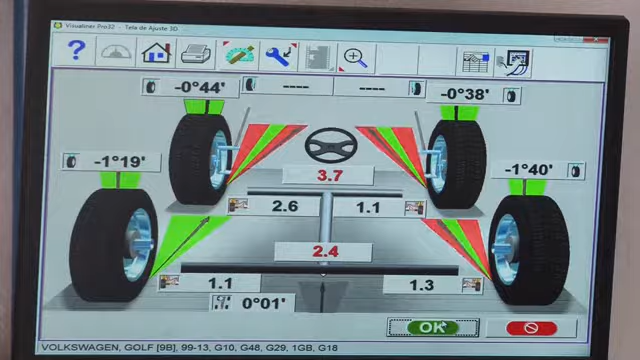 Visualiner Pro32 - Tela de Ajuste 3D
?
-0°44' ---- ---- -0°38'
-1°19' 3.7 -1°40'
2.6 1.1
2.4
1.1 1.3
0°01'
OK
VOLKSWAGEN, GOLF [9B], 99-13, G10, G48, G29, 1GB, G18